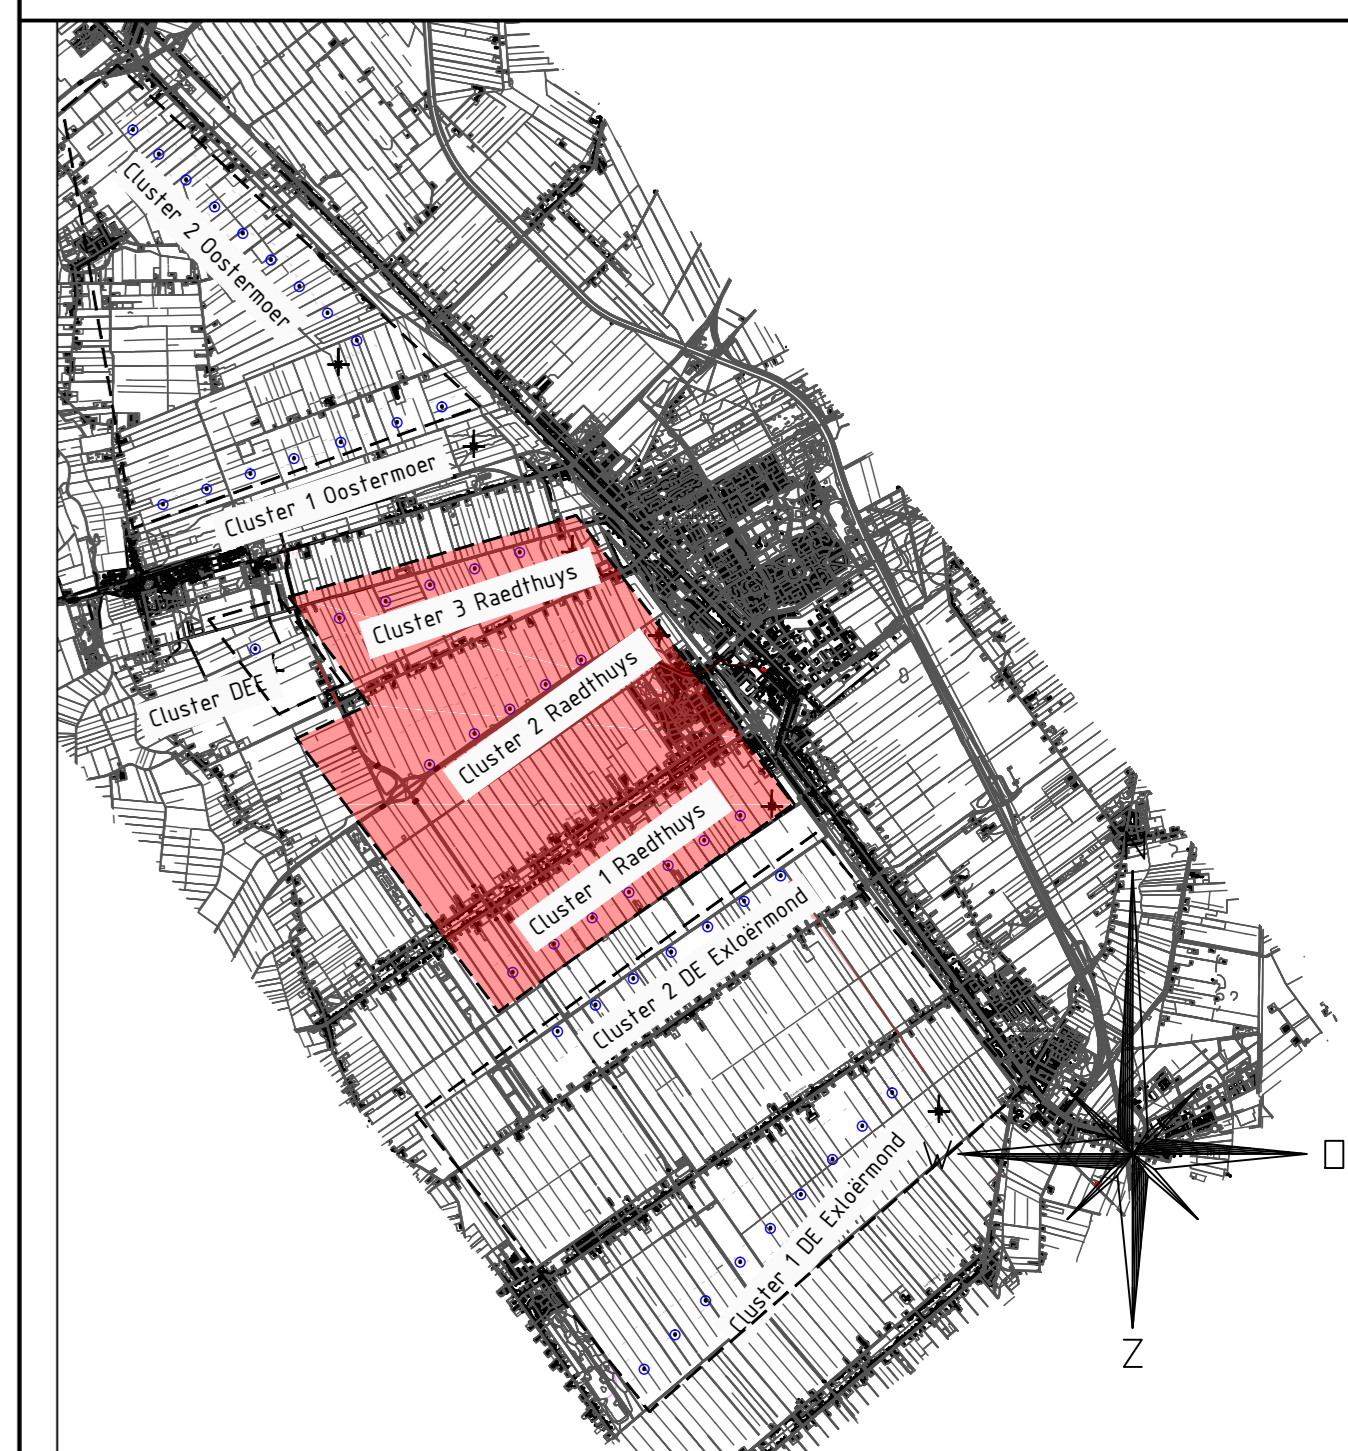 Cluster 2 Oostermoer
Cluster 1 Oostermoer
Cluster 3 Raedthuys
Cluster 2 Raedthuys
Cluster DEE
Cluster 1 Raedthuys
Cluster 2 DE Exloërmond
Cluster 1 DE Exloërmond
N
W
O
Z